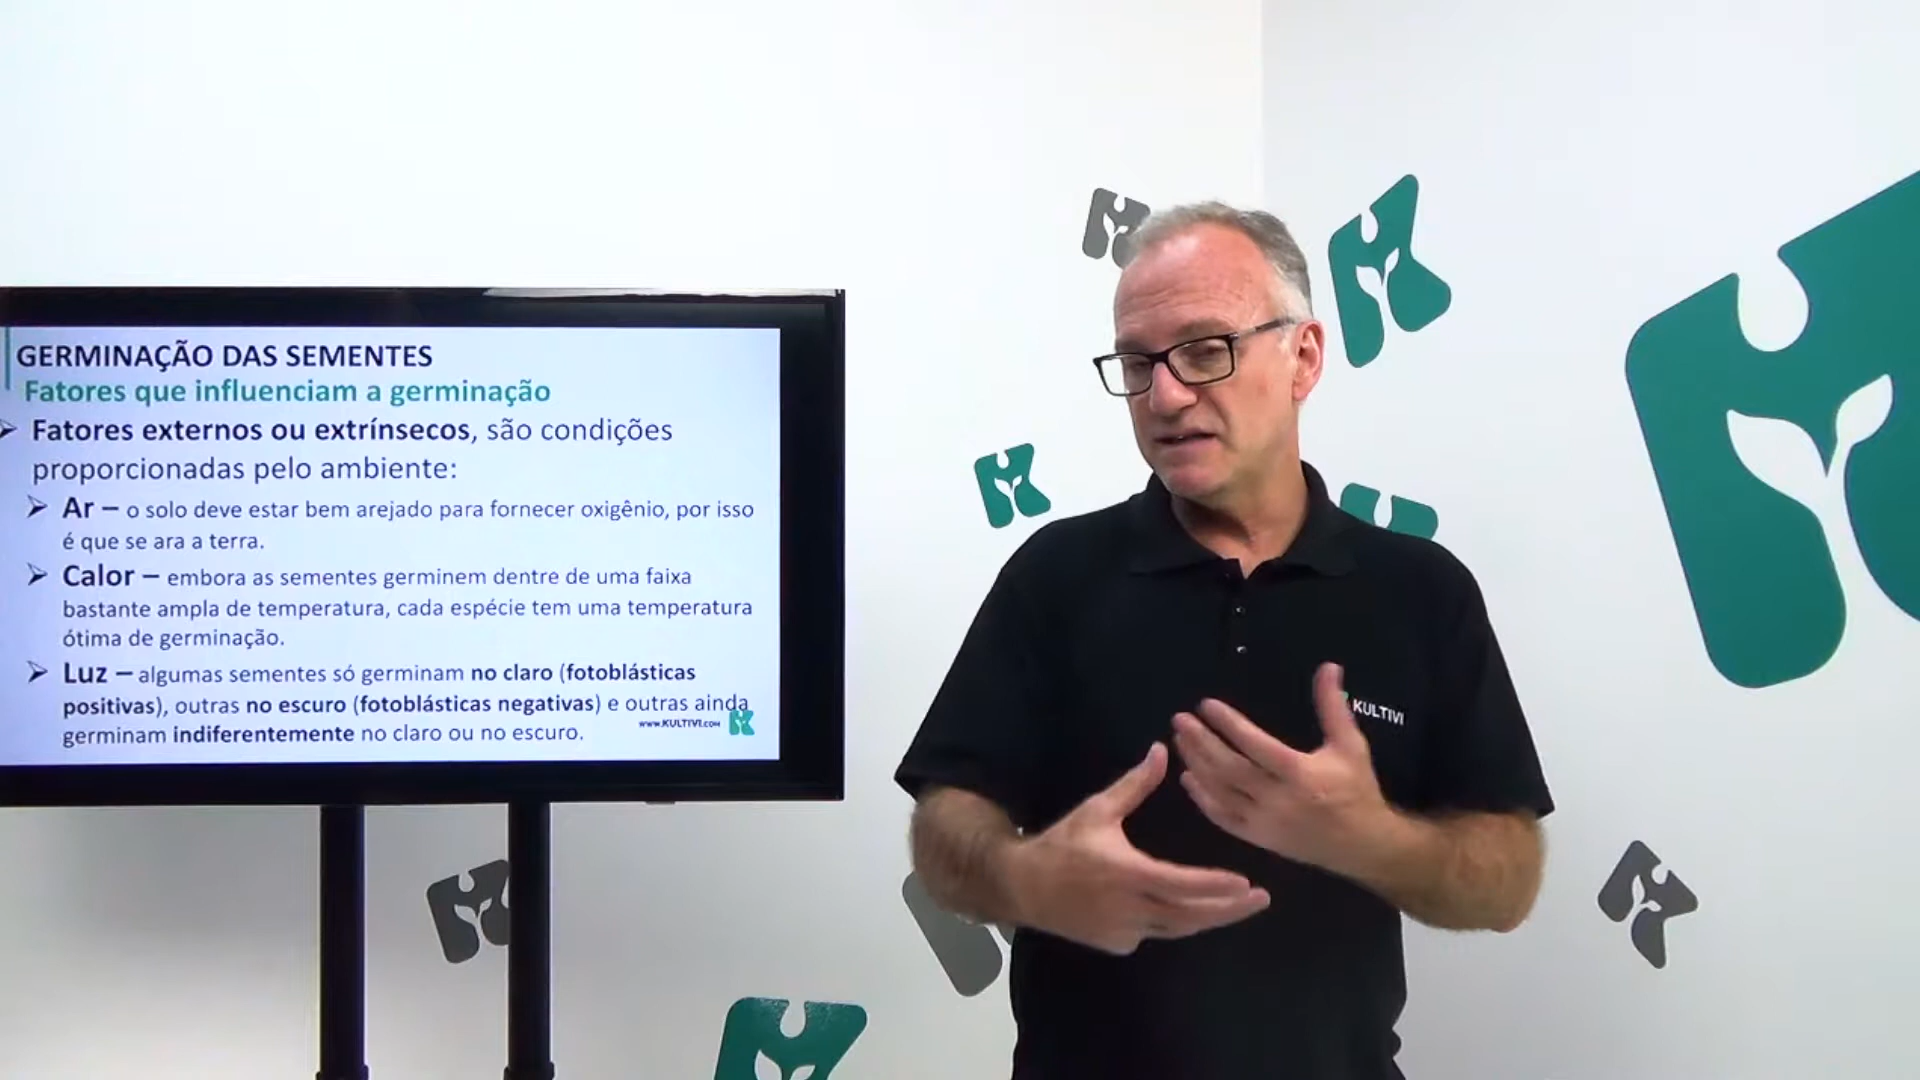 GERMINAÇÃO DAS SEMENTES
Fatores que influenciam a germinação
Fatores externos ou extrínsecos, são condições
proporcionadas pelo ambiente:
Ar – o solo deve estar bem arejado para fornecer oxigênio, por isso
é que se ara a terra.
Calor – embora as sementes germinem dentre de uma faixa
bastante ampla de temperatura, cada espécie tem uma temperatura
ótima de germinação.
Luz – algumas sementes só germinam no claro (fotoblásticas
positivas), outras no escuro (fotoblásticas negativas) e outras ainda
germinam indiferentemente no claro ou no escuro.
www.KULTIVI.com
KULTIVI